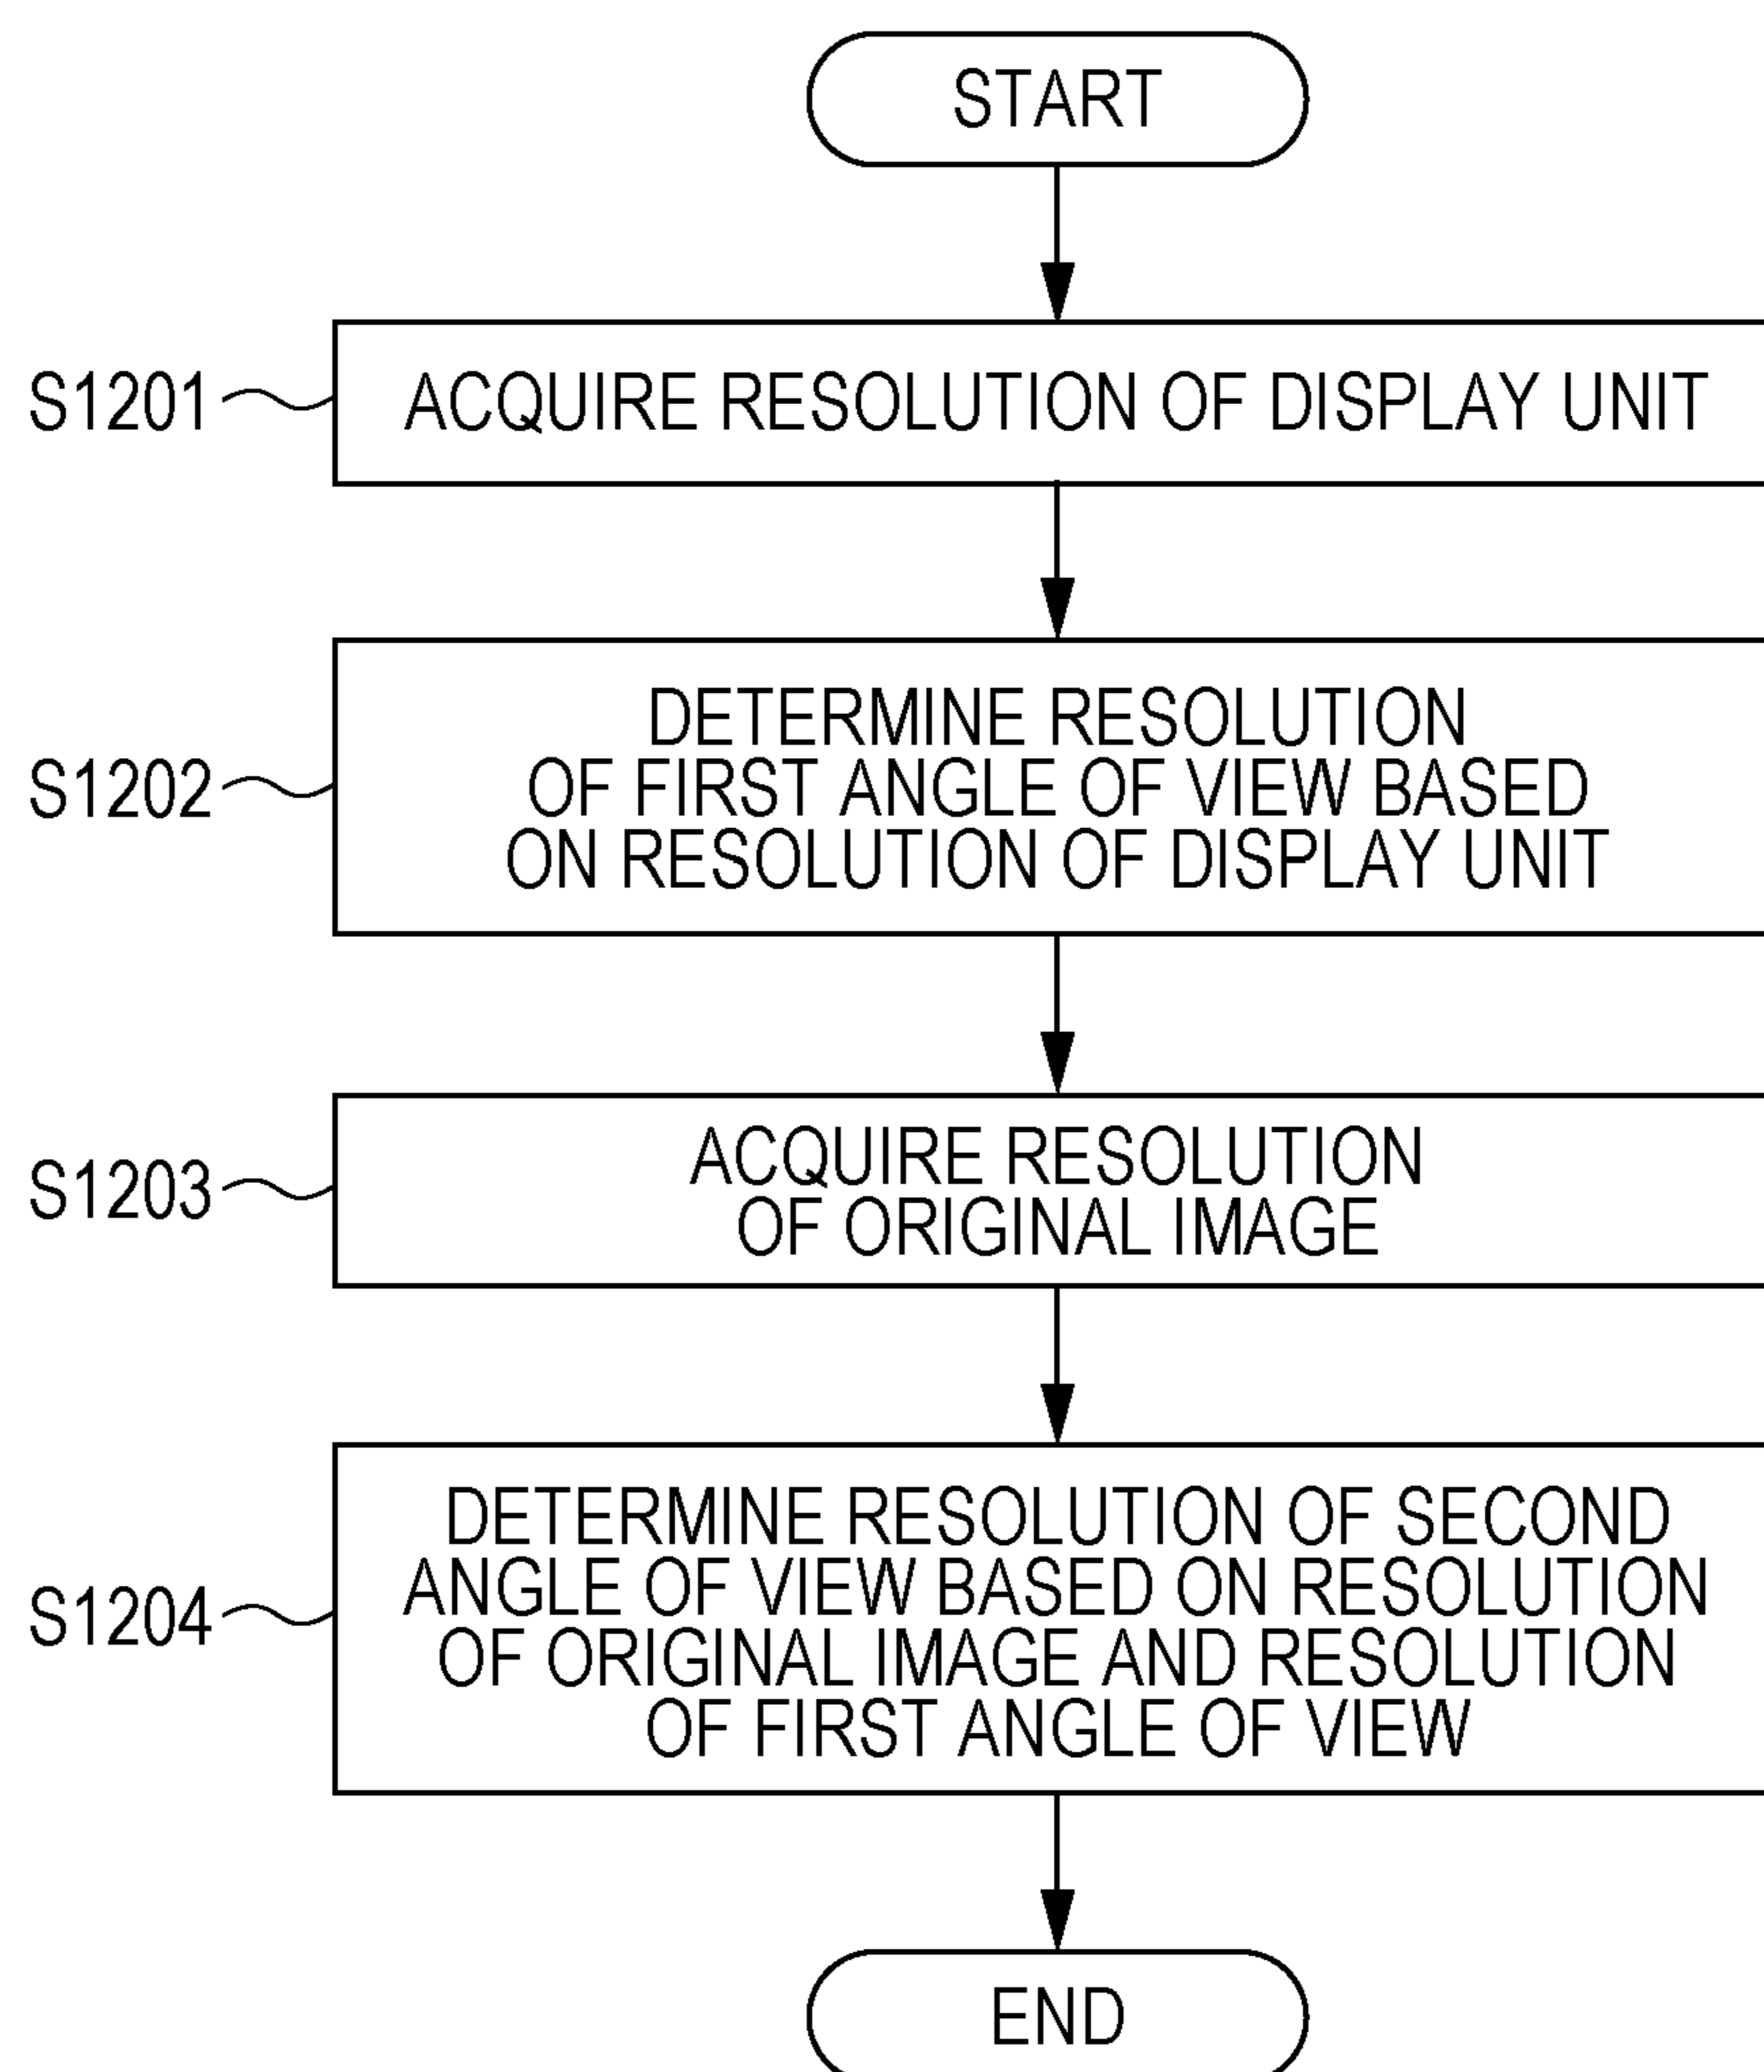 START
S1201
ACQUIRE RESOLUTION OF DISPLAY UNIT
S1202
DETERMINE RESOLUTION
OF FIRST ANGLE OF VIEW BASED
ON RESOLUTION OF DISPLAY UNIT
S1203
ACQUIRE RESOLUTION
OF ORIGINAL IMAGE
S1204
DETERMINE RESOLUTION OF SECOND
ANGLE OF VIEW BASED ON RESOLUTION
OF ORIGINAL IMAGE AND RESOLUTION
OF FIRST ANGLE OF VIEW
END